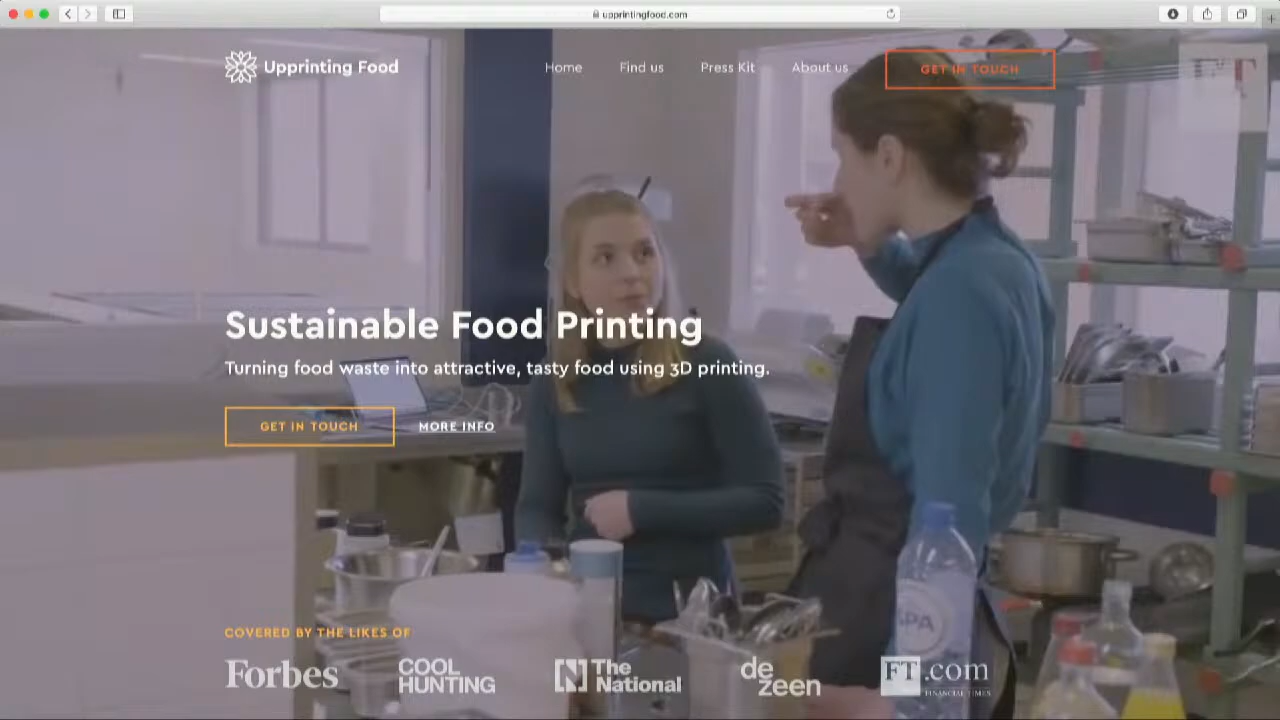 upprintingfood.com
Upprinting Food
Home
Find us
Press Kit
About us
GET IN TOUCH
FT
Sustainable Food Printing
Turning food waste into attractive, tasty food using 3D printing.
GET IN TOUCH
MORE INFO
COVERED BY THE LIKES OF
Forbes
COOL
HUNTING
The
National
de
zeen
FT.com
FINANCIAL TIMES